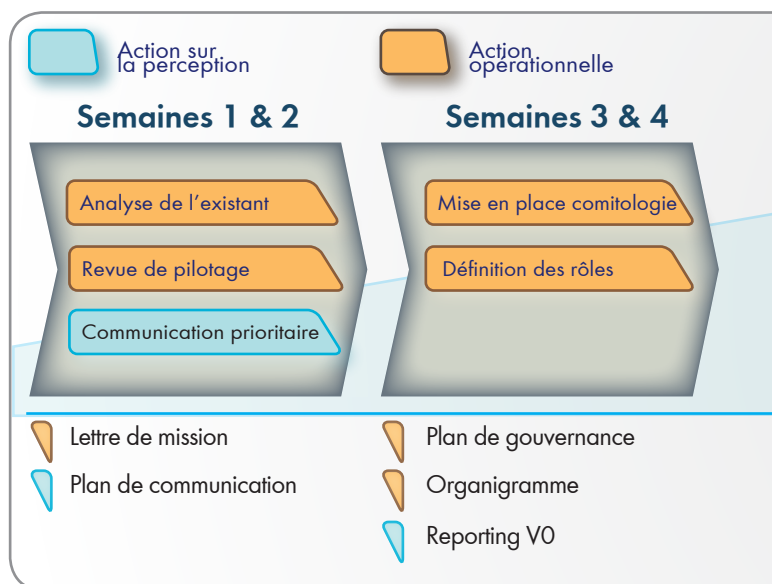 Action sur
la perception
Action
opérationnelle
Semaines 1 & 2
Semaines 3 & 4
Analyse de l'existant
Revue de pilotage
Communication prioritaire
Mise en place comitologie
Définition des rôles
Lettre de mission
Plan de communication
Plan de gouvernance
Organigramme
Reporting V0